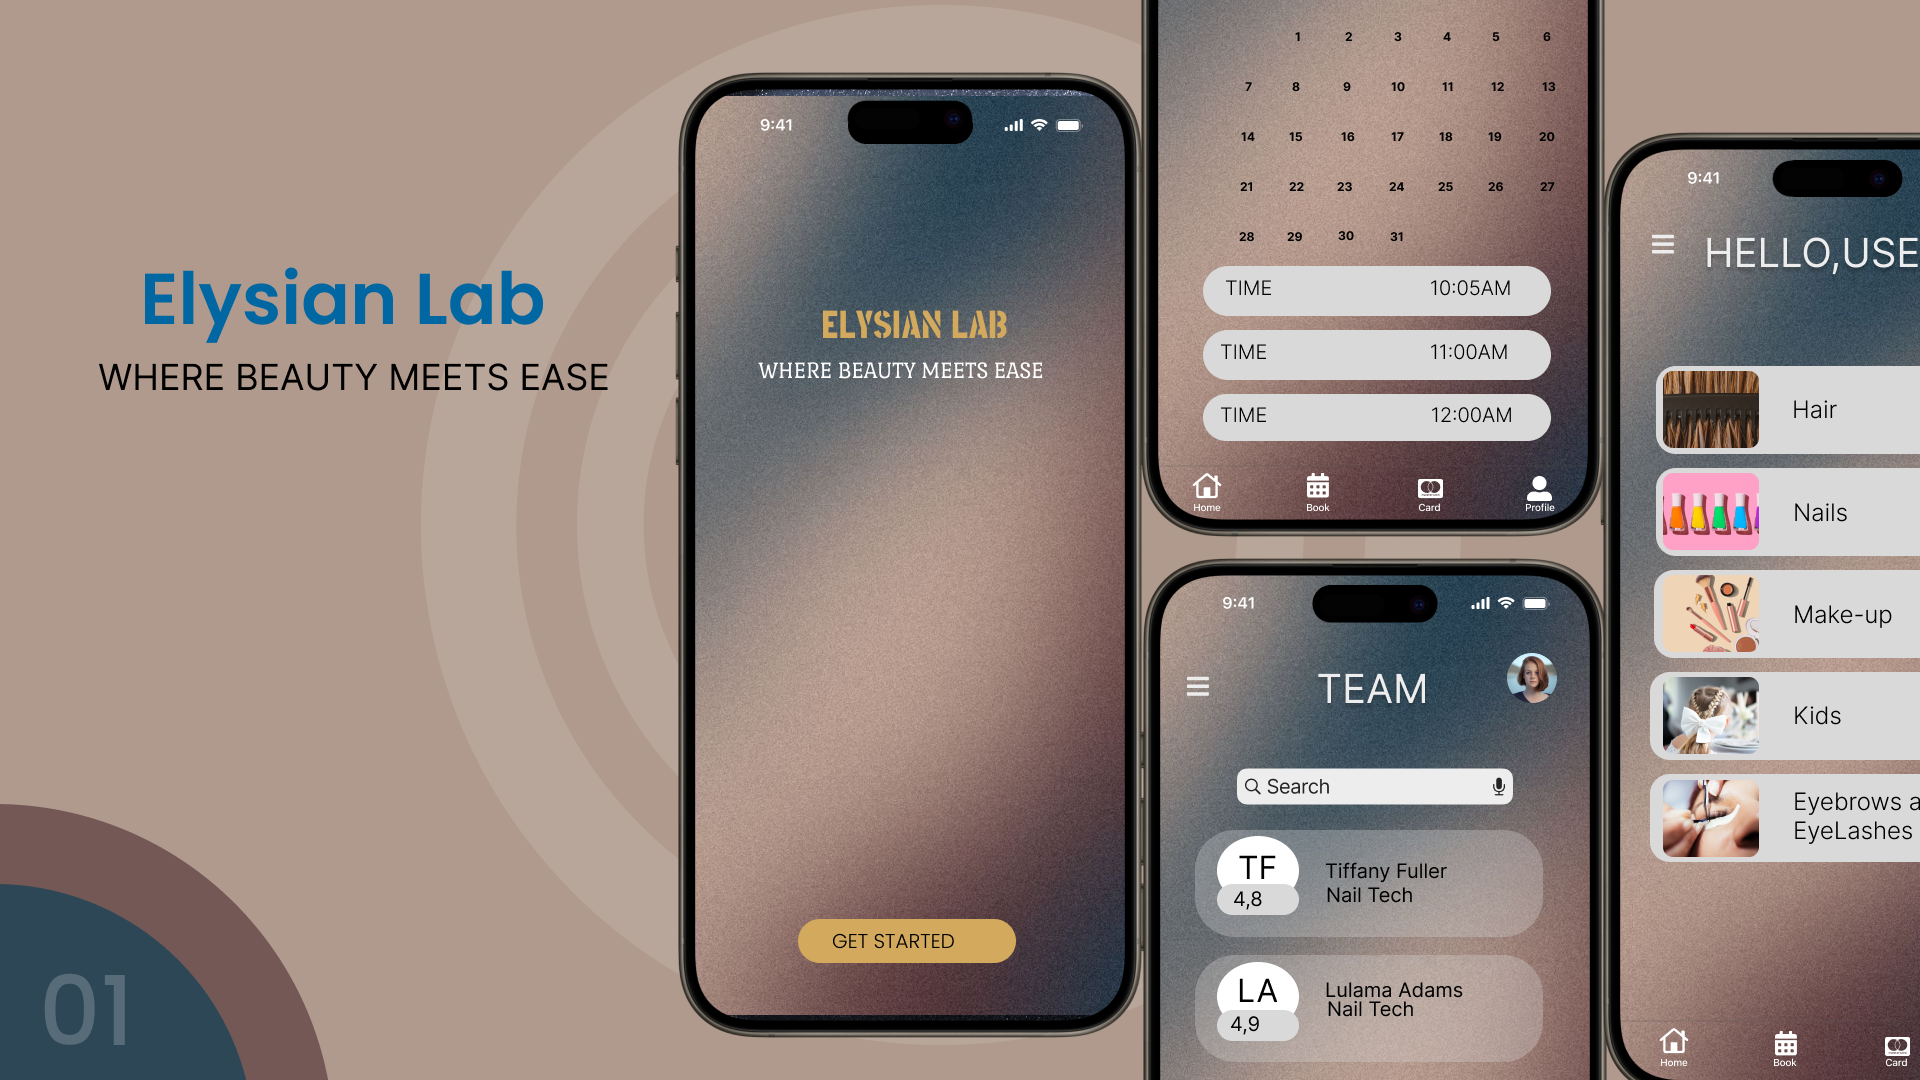 Elysian Lab
WHERE BEAUTY MEETS EASE
01
9:41
ELYSIAN LAB
WHERE BEAUTY MEETS EASE
GET STARTED
1 2 3 4 5 6
7 8 9 10 11 12 13
14 15 16 17 18 19 20
21 22 23 24 25 26 27
28 29 30 31
TIME 10:05AM
TIME 11:00AM
TIME 12:00AM
Home Book Card Profile
9:41
TEAM
Search
TF
4,8
Tiffany Fuller
Nail Tech
LA
4,9
Lulama Adams
Nail Tech
9:41
HELLO,USE
Hair
Nails
Make-up
Kids
Eyebrows a
EyeLashes
Home Book Card